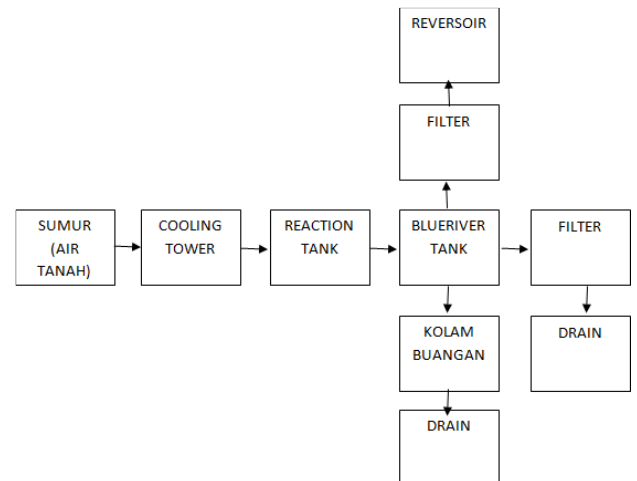 REVERSOIR
FILTER
SUMUR
(AIR
TANAH)
COOLING
TOWER
REACTION
TANK
BLUERIVER
TANK
FILTER
KOLAM
BUANGAN
DRAIN
DRAIN